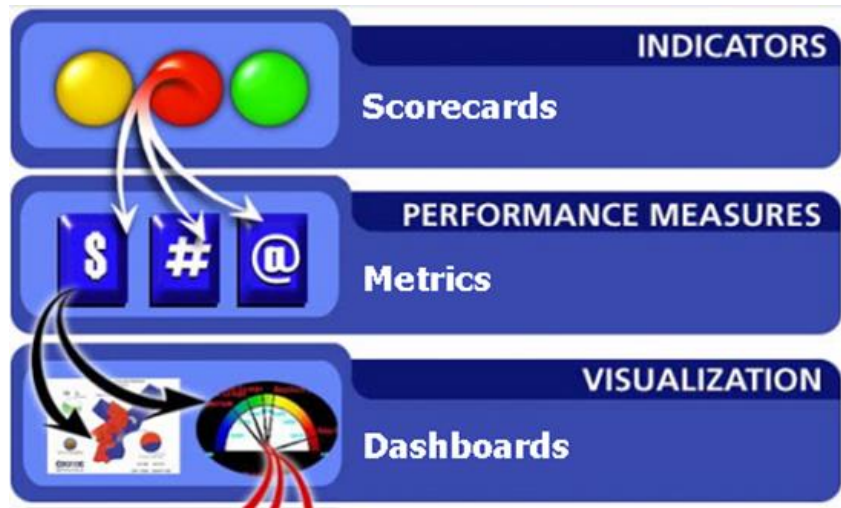 INDICATORS
Scorecards
PERFORMANCE MEASURES
$ # @
Metrics
VISUALIZATION
Dashboards